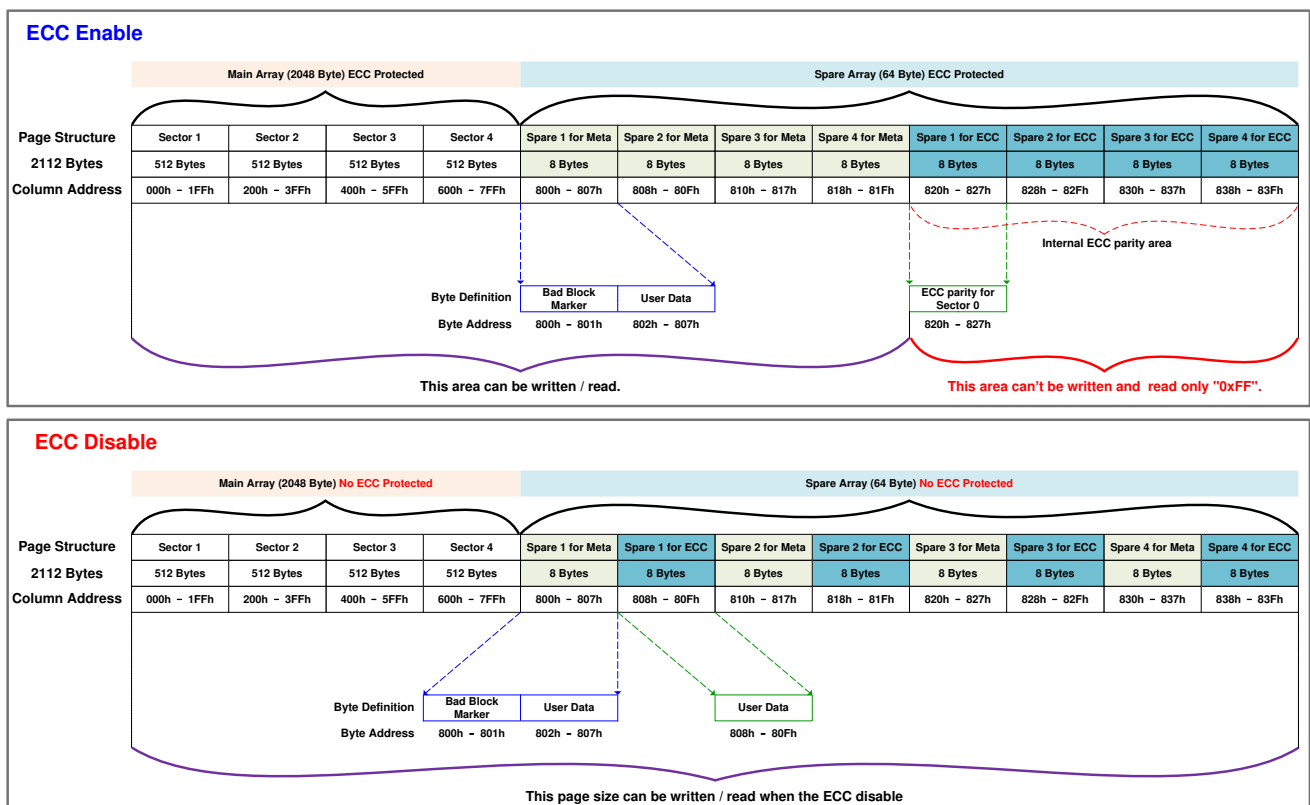 ECC Enable
Main Array (2048 Byte) ECC Protected Spare Array (64 Byte) ECC Protected
Page Structure Sector 1 Sector 2 Sector 3 Sector 4 Spare 1 for Meta Spare 2 for Meta Spare 3 for Meta Spare 4 for Meta Spare 1 for ECC Spare 2 for ECC Spare 3 for ECC Spare 4 for ECC
2112 Bytes 512 Bytes 512 Bytes 512 Bytes 512 Bytes 8 Bytes 8 Bytes 8 Bytes 8 Bytes 8 Bytes 8 Bytes 8 Bytes 8 Bytes
Column Address 000h - 1FFh 200h - 3FFh 400h - 5FFh 600h - 7FFh 800h - 807h 808h - 80Fh 810h - 817h 818h - 81Fh 820h - 827h 828h - 82Fh 830h - 837h 838h - 83Fh
Internal ECC parity area
Byte Definition Bad Block Marker User Data ECC parity for Sector 0
Byte Address 800h - 801h 802h - 807h 820h - 827h
This area can be written / read. This area can't be written and read only "0xFF".
ECC Disable
Main Array (2048 Byte) No ECC Protected Spare Array (64 Byte) No ECC Protected
Page Structure Sector 1 Sector 2 Sector 3 Sector 4 Spare 1 for Meta Spare 1 for ECC Spare 2 for Meta Spare 2 for ECC Spare 3 for Meta Spare 3 for ECC Spare 4 for Meta Spare 4 for ECC
2112 Bytes 512 Bytes 512 Bytes 512 Bytes 512 Bytes 8 Bytes 8 Bytes 8 Bytes 8 Bytes 8 Bytes 8 Bytes 8 Bytes 8 Bytes
Column Address 000h - 1FFh 200h - 3FFh 400h - 5FFh 600h - 7FFh 800h - 807h 808h - 80Fh 810h - 817h 818h - 81Fh 820h - 827h 828h - 82Fh 830h - 837h 838h - 83Fh
Byte Definition Bad Block Marker User Data User Data
Byte Address 800h - 801h 802h - 807h 808h - 80Fh
This page size can be written / read when the ECC disable